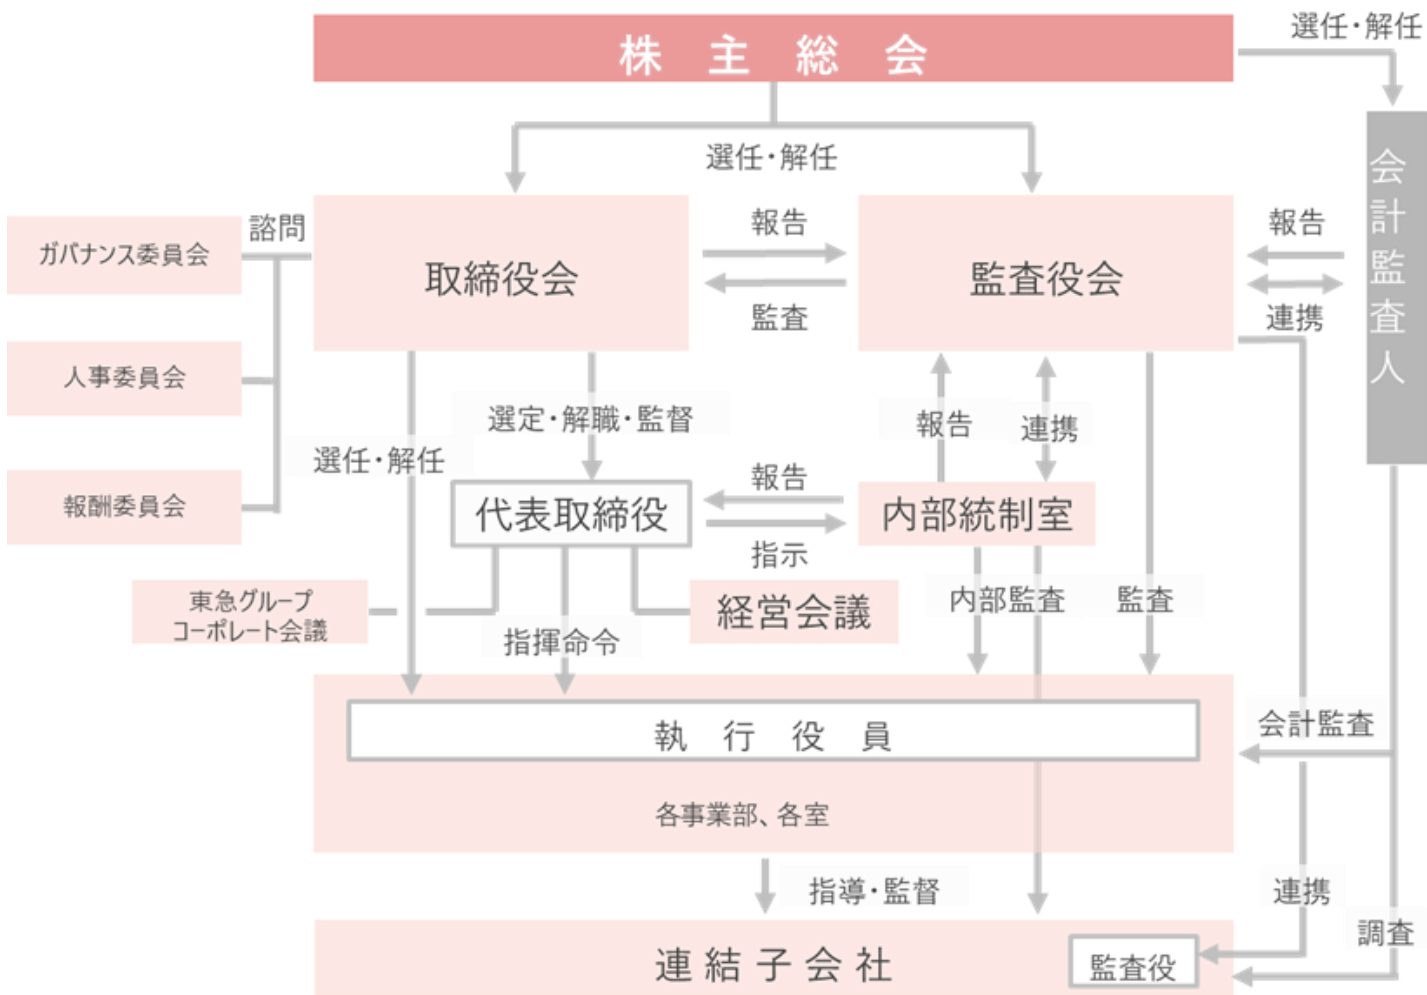 株主総会
選任・解任
選任・解任
会計監査人
ガバナンス委員会
諮問
取締役会
報告
監査
監査役会
報告
連携
人事委員会
報酬委員会
選任・解任
選定・解職・監督
報告
連携
代表取締役
報告
指示
内部統制室
東急グループ
コーポレート会議
指揮命令
経営会議
内部監査
監査
執行役員
会計監査
各事業部、各室
指導・監督
連携
調査
連結子会社
監査役